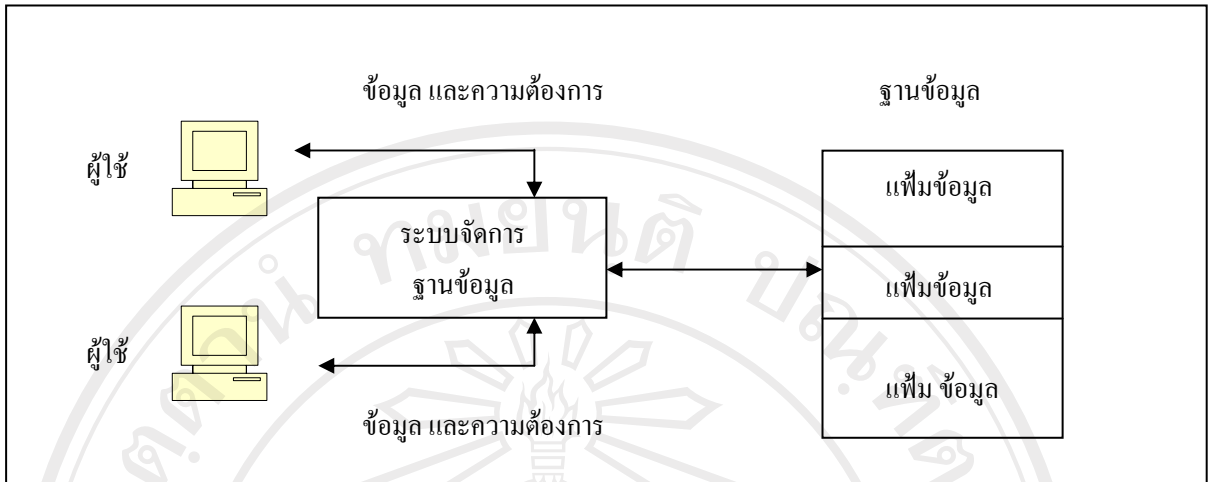 ข้อมูล และความต้องการ
ฐานข้อมูล
ผู้ใช้
แฟ้มข้อมูล
ระบบจัดการ
ฐานข้อมูล
แฟ้มข้อมูล
ผู้ใช้
แฟ้ม ข้อมูล
ข้อมูล และความต้องการ